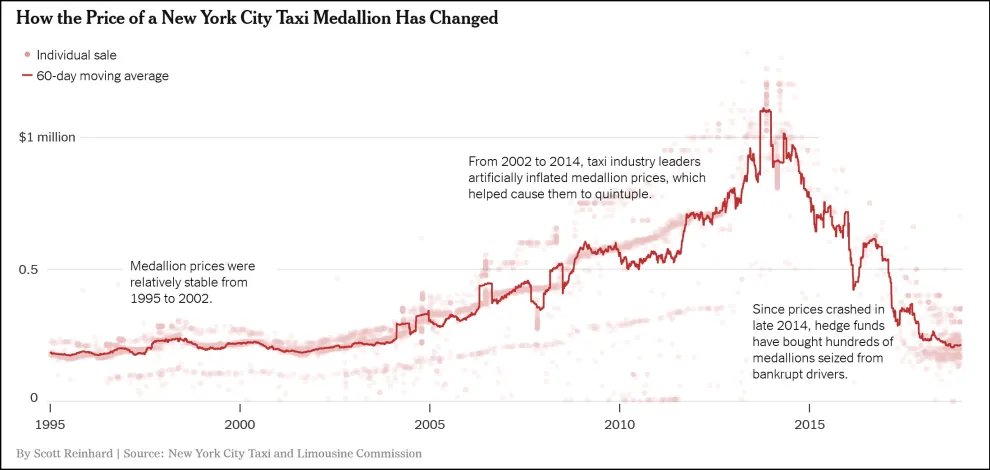 How the Price of a New York City Taxi Medallion Has Changed
Individual sale
60-day moving average
$1 million
From 2002 to 2014, taxi industry leaders
artificially inflated medallion prices, which
helped cause them to quintuple.
0.5
Medallion prices were
relatively stable from
1995 to 2002.
Since prices crashed in
late 2014, hedge funds
have bought hundreds of
medallions seized from
bankrupt drivers.
0
1995 2000 2005 2010 2015
By Scott Reinhard | Source: New York City Taxi and Limousine Commission